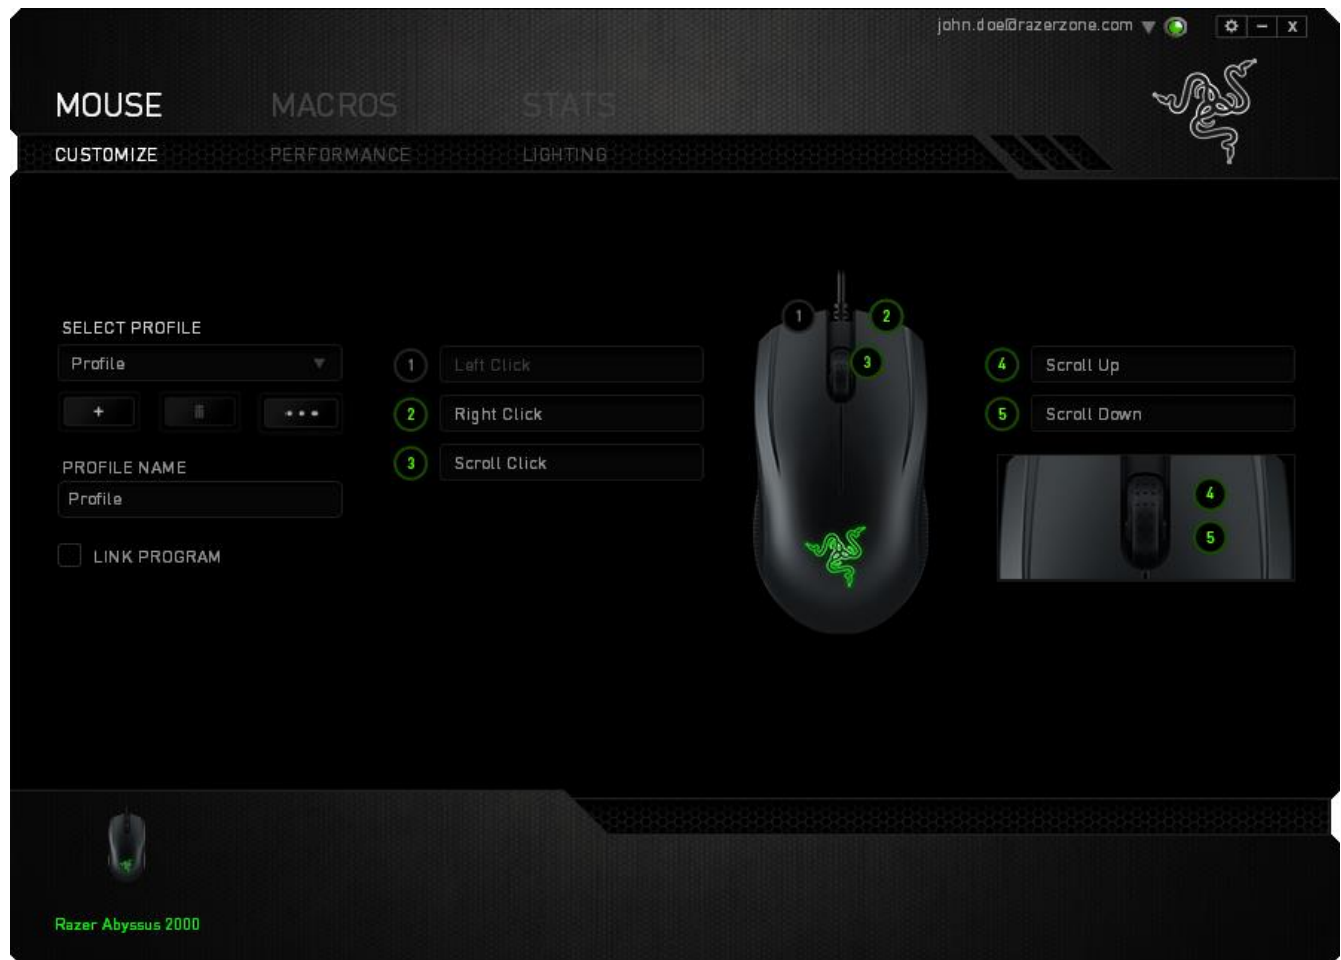 john.doe@razerzone.com
X
MOUSE MACROS STATS
CUSTOMIZE PERFORMANCE LIGHTING
SELECT PROFILE
Profile
+
PROFILE NAME
Profile
LINK PROGRAM
1 Left Click
2 Right Click
3 Scroll Click
1 2
3
4 Scroll Up
5 Scroll Down
4
5
Razer Abyssus 2000